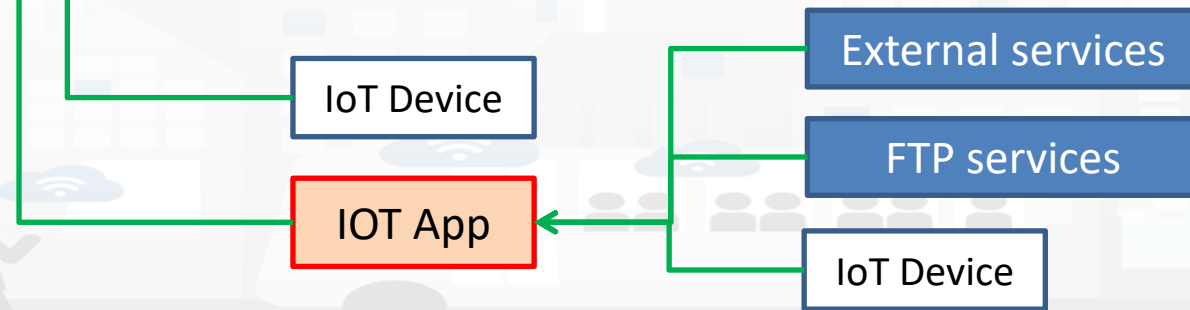 External services
IoT Device
FTP services
IOT App
IoT Device